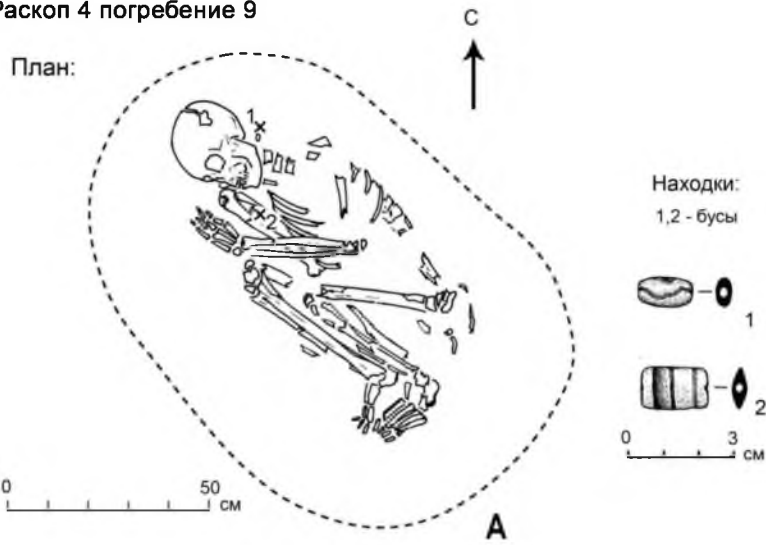 Раскоп 4 погребение 9
С
План:
1
2
Находки:
1,2 - бусы
1
2
0 3
см
0 50
см
А